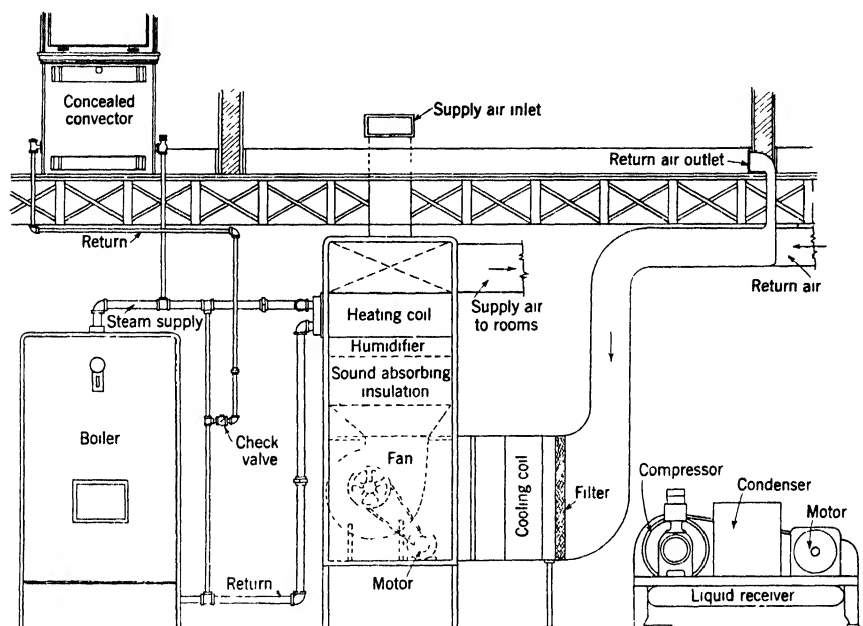 Concealed
convector
Supply air inlet
Return air outlet
Return
Return air
Steam supply
Heating coil
Supply air
to rooms
Humidifier
Sound absorbing
insulation
Boiler
Check
valve
Fan
Cooling coil
Filter
Compressor
Condenser
Motor
Return
Motor
Liquid receiver